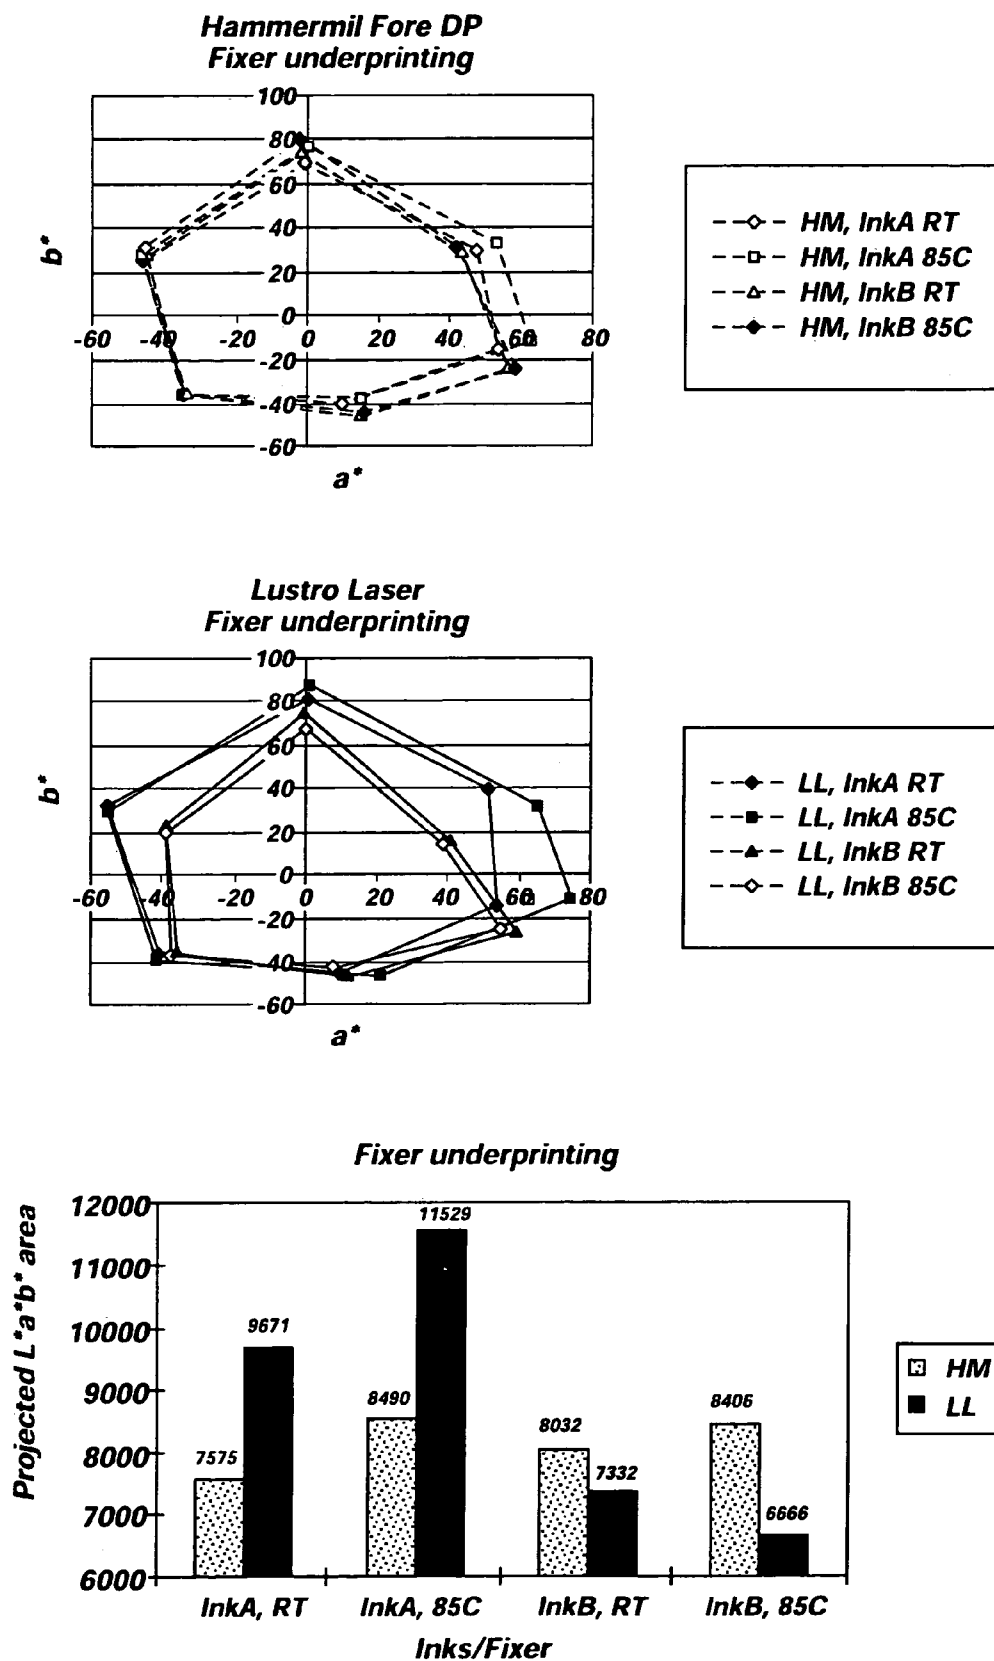 Hammermil Fore DP
Fixer underprinting
100
80
60
40
20
0
-60 -40 -20 0 20 40 80
-20
-40
-60
b*
a*
HM, InkA RT
HM, InkA 85C
HM, InkB RT
HM, InkB 85C
Lustro Laser
Fixer underprinting
100
80
60
40
20
0
-60 -40 -20 0 20 40 60 80
-20
-40
-60
b*
a*
LL, InkA RT
LL, InkA 85C
LL, InkB RT
LL, InkB 85C
Fixer underprinting
Projected L*a*b* area
12000
11000
10000
9000
8000
7000
6000
7575 9671 8490 11529 8032 7332 8406 6666
InkA, RT InkA, 85C InkB, RT InkB, 85C
Inks/Fixer
HM
LL